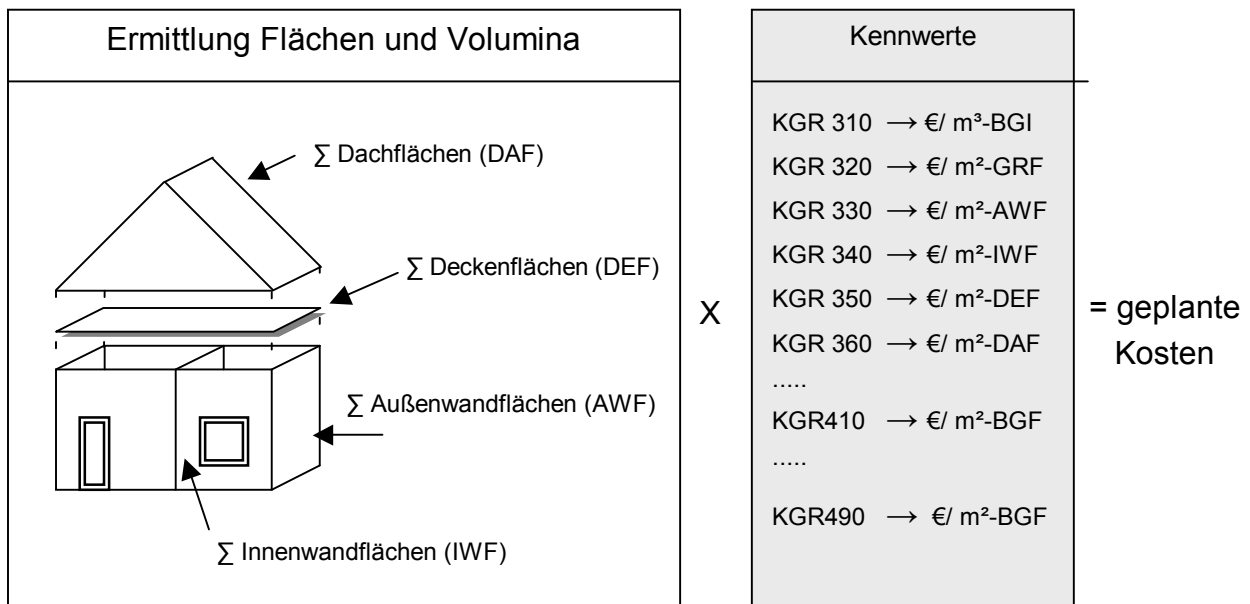 Ermittlung Flächen und Volumina
∑ Dachflächen (DAF)
∑ Deckenflächen (DEF)
∑ Außenwandflächen (AWF)
∑ Innenwandflächen (IWF)
X
Kennwerte
KGR 310 → €/ m³-BGI
KGR 320 → €/ m²-GRF
KGR 330 → €/ m²-AWF
KGR 340 → €/ m²-IWF
KGR 350 → €/ m²-DEF
KGR 360 → €/ m²-DAF
.....
KGR410 → €/ m²-BGF
.....
KGR490 → €/ m²-BGF
= geplante
Kosten